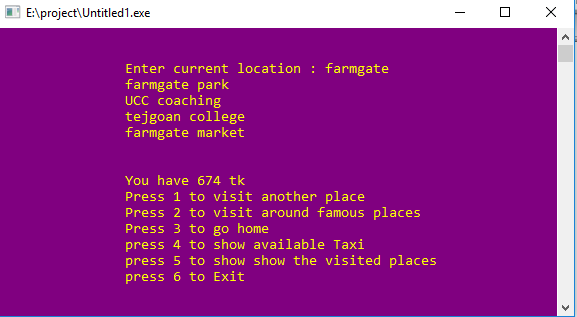 E:\project\Untitled1.exe
Enter current location : farmgate
farmgate park
UCC coaching
tejgoan college
farmgate market
You have 674 tk
Press 1 to visit another place
Press 2 to visit around famous places
Press 3 to go home
press 4 to show available Taxi
press 5 to show show the visited places
press 6 to Exit